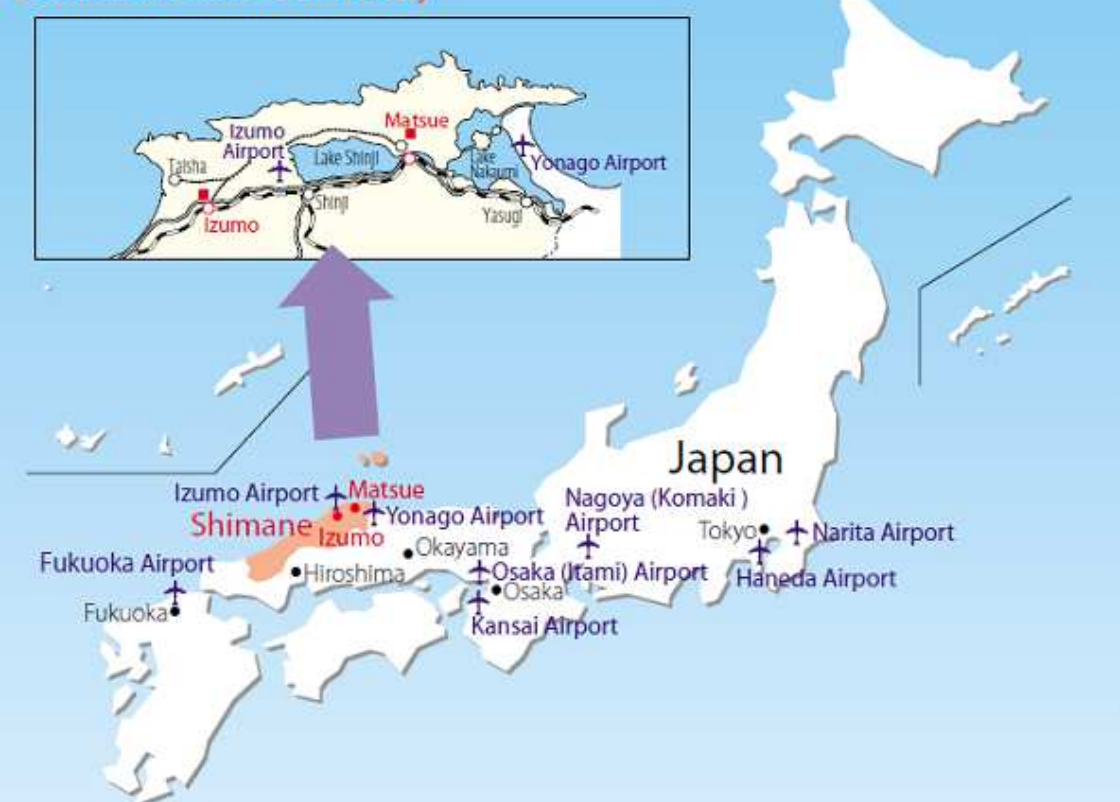 Matsue
Izumo
Airport
Lake Shinji
Taisha
Lake
Nakaumi
Yonago Airport
Shinji
Yasugi
Izumo
Japan
Izumo Airport
Matsue
Shimane
Izumo
Yonago Airport
Nagoya (Komaki )
Airport
Tokyo
Narita Airport
Okayama
Fukuoka Airport
Hiroshima
Osaka (Itami) Airport
Haneda Airport
Osaka
Fukuoka
Kansai Airport